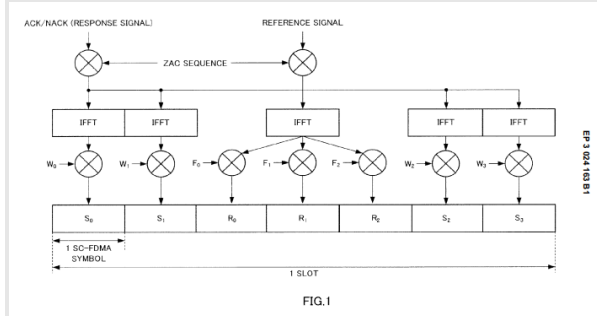 ACK/NACK (RESPONSE SIGNAL) REFERENCE SIGNAL
ZAC SEQUENCE
IFFT IFFT IFFT IFFT IFFT
W₀ W₁ F₀ F₁ F₂ W₂ W₃
S₀ S₁ R₀ R₁ R₂ S₂ S₃
1 SC-FDMA
SYMBOL
1 SLOT
FIG.1
EP 3 024 163 B1